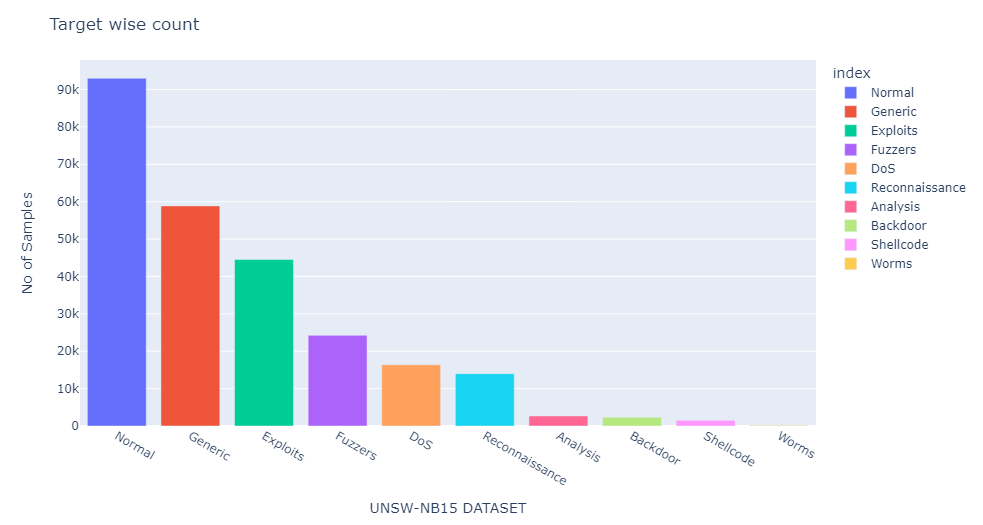 Target wise count
No of Samples
90k
80k
70k
60k
50k
40k
30k
20k
10k
0
Normal
Generic
Exploits
Fuzzers
DoS
Reconnaissance
Analysis
Backdoor
Shellcode
Worms
UNSW-NB15 DATASET
index
Normal
Generic
Exploits
Fuzzers
DoS
Reconnaissance
Analysis
Backdoor
Shellcode
Worms